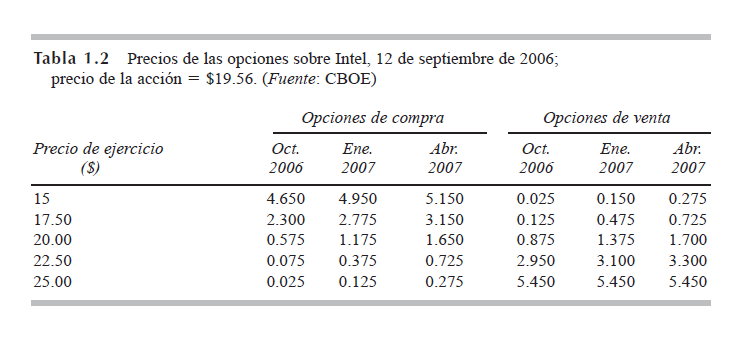 Tabla 1.2 Precios de las opciones sobre Intel, 12 de septiembre de 2006;
precio de la acción = $19.56. (Fuente: CBOE)
Opciones de compra Opciones de venta
Precio de ejercicio Oct. Ene. Abr. Oct. Ene. Abr.
($) 2006 2007 2007 2006 2007 2007
15 4.650 4.950 5.150 0.025 0.150 0.275
17.50 2.300 2.775 3.150 0.125 0.475 0.725
20.00 0.575 1.175 1.650 0.875 1.375 1.700
22.50 0.075 0.375 0.725 2.950 3.100 3.300
25.00 0.025 0.125 0.275 5.450 5.450 5.450